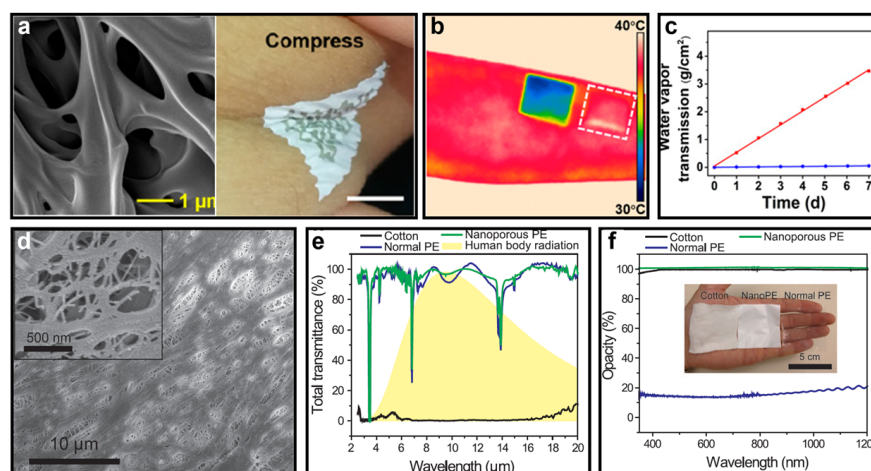 a
Compress
1 μm
b
40°C
30°C
c
Water vapor
transmission (g/cm²)
4
3
2
1
0
0 1 2 3 4 5 6 7
Time (d)
d
500 nm
10 μm
e
Cotton
Nanoporous PE
Normal PE
Human body radiation
Total transmittance (%)
100
80
60
40
20
0
2 4 6 8 10 12 14 16 18 20
Wavelength (μm)
f
Cotton
Nanoporous PE
Normal PE
Opacity (%)
100
80
60
40
20
0
Cotton NanoPE Normal PE
5 cm
400 600 800 1000 1200
Wavelength (nm)